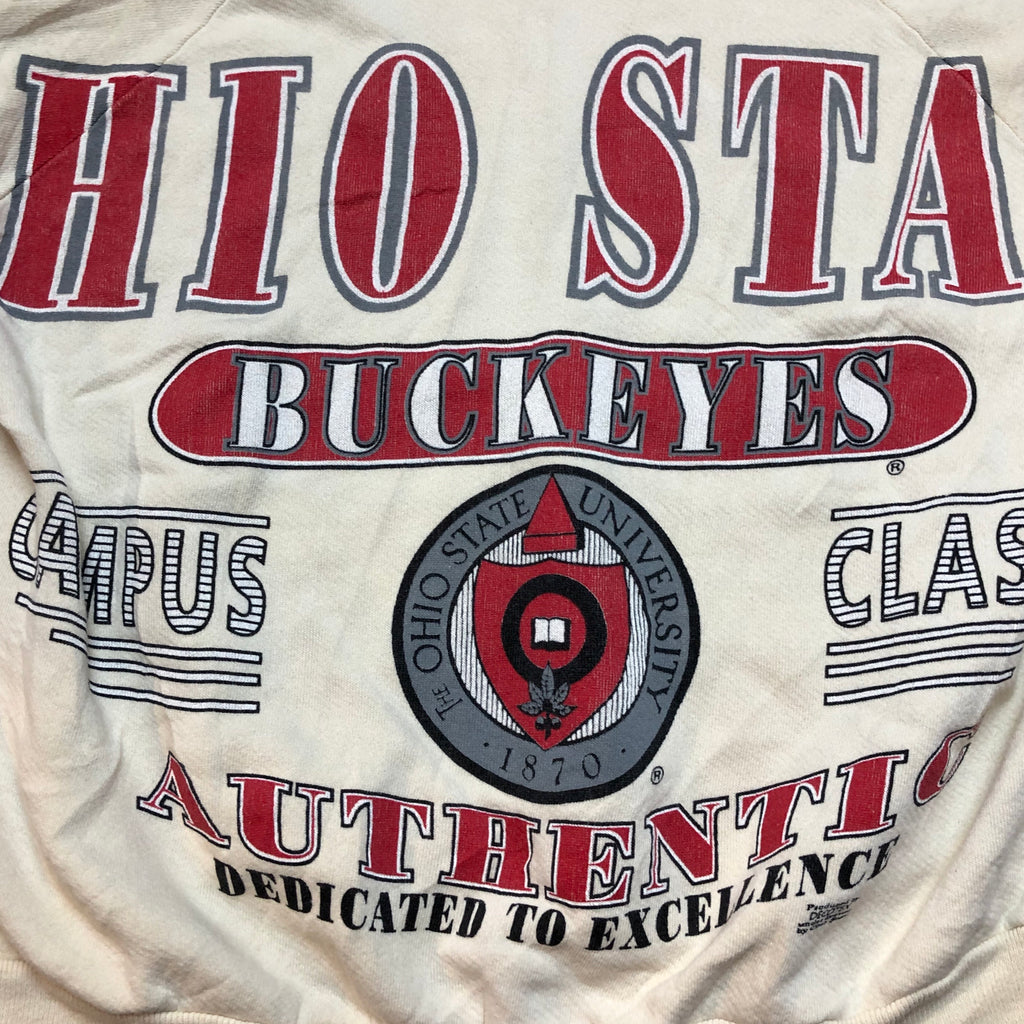 HIO STA
BUCKEYES
®
CAMPUS
CLAS
THE OHIO STATE UNIVERSITY
· 1870 ·
®
AUTHENTIC
DEDICATED TO EXCELLENCE